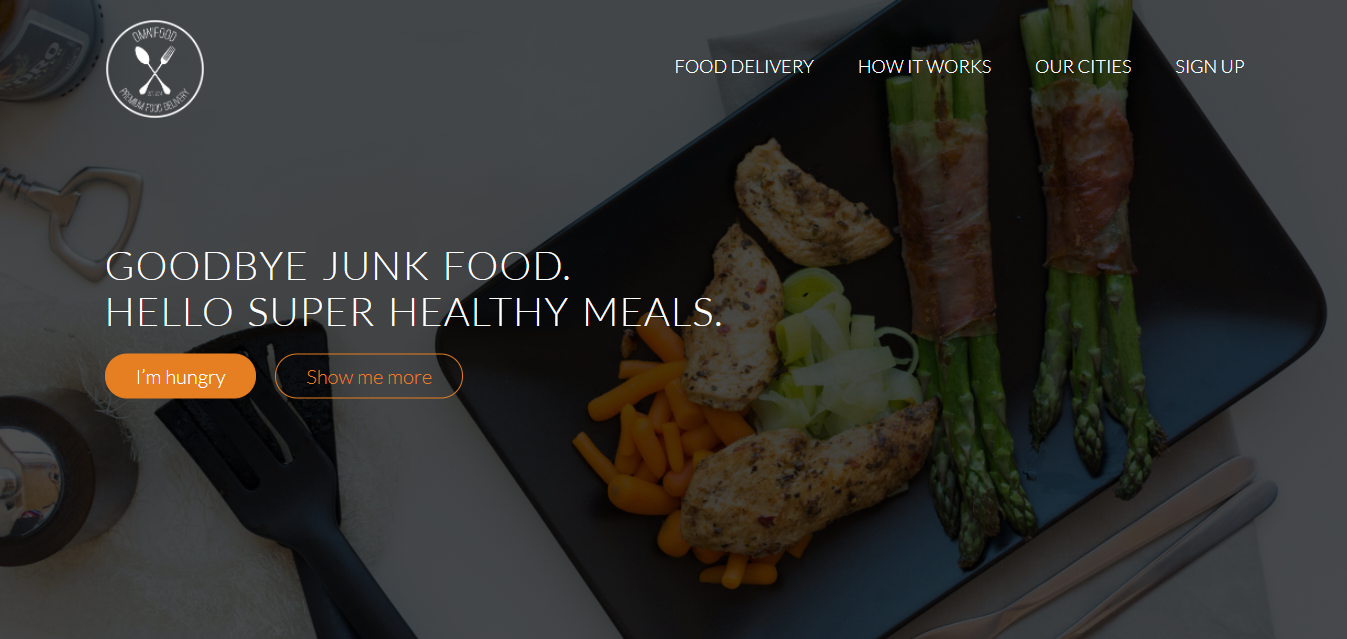 OMNIFOOD
PREMIUM FOOD DELIVERY
FOOD DELIVERY
HOW IT WORKS
OUR CITIES
SIGN UP
GOODBYE JUNK FOOD.
HELLO SUPER HEALTHY MEALS.
I'm hungry
Show me more